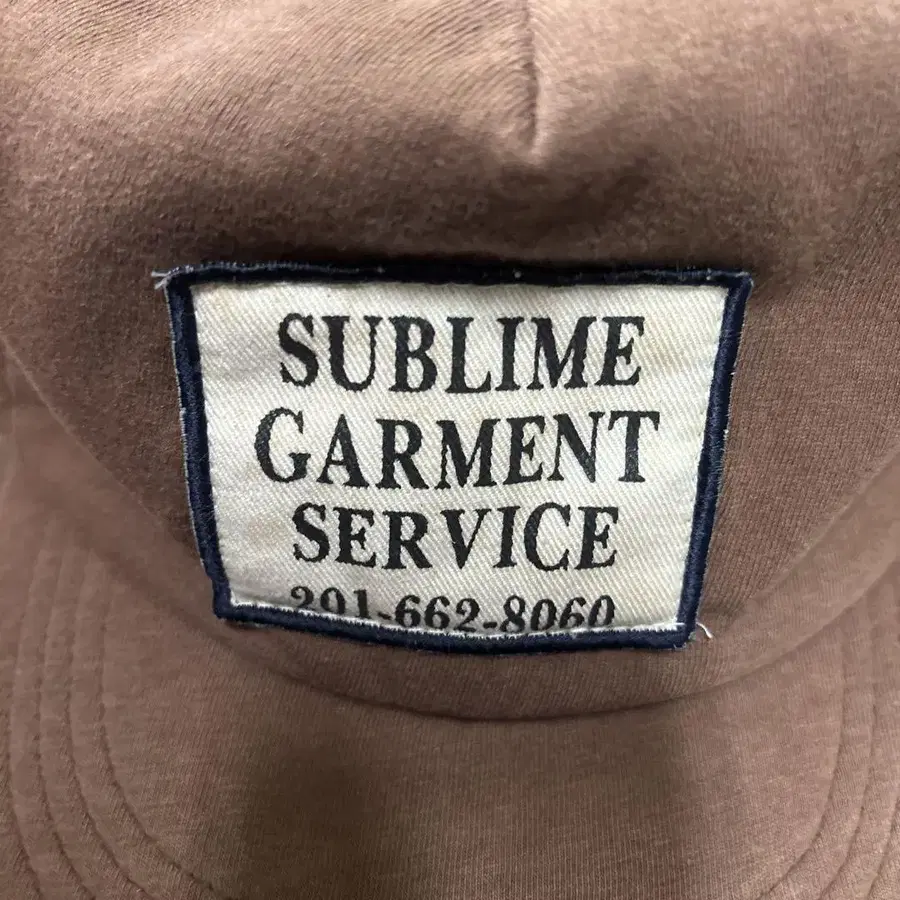 SUBLIME
GARMENT
SERVICE
201-662-8060